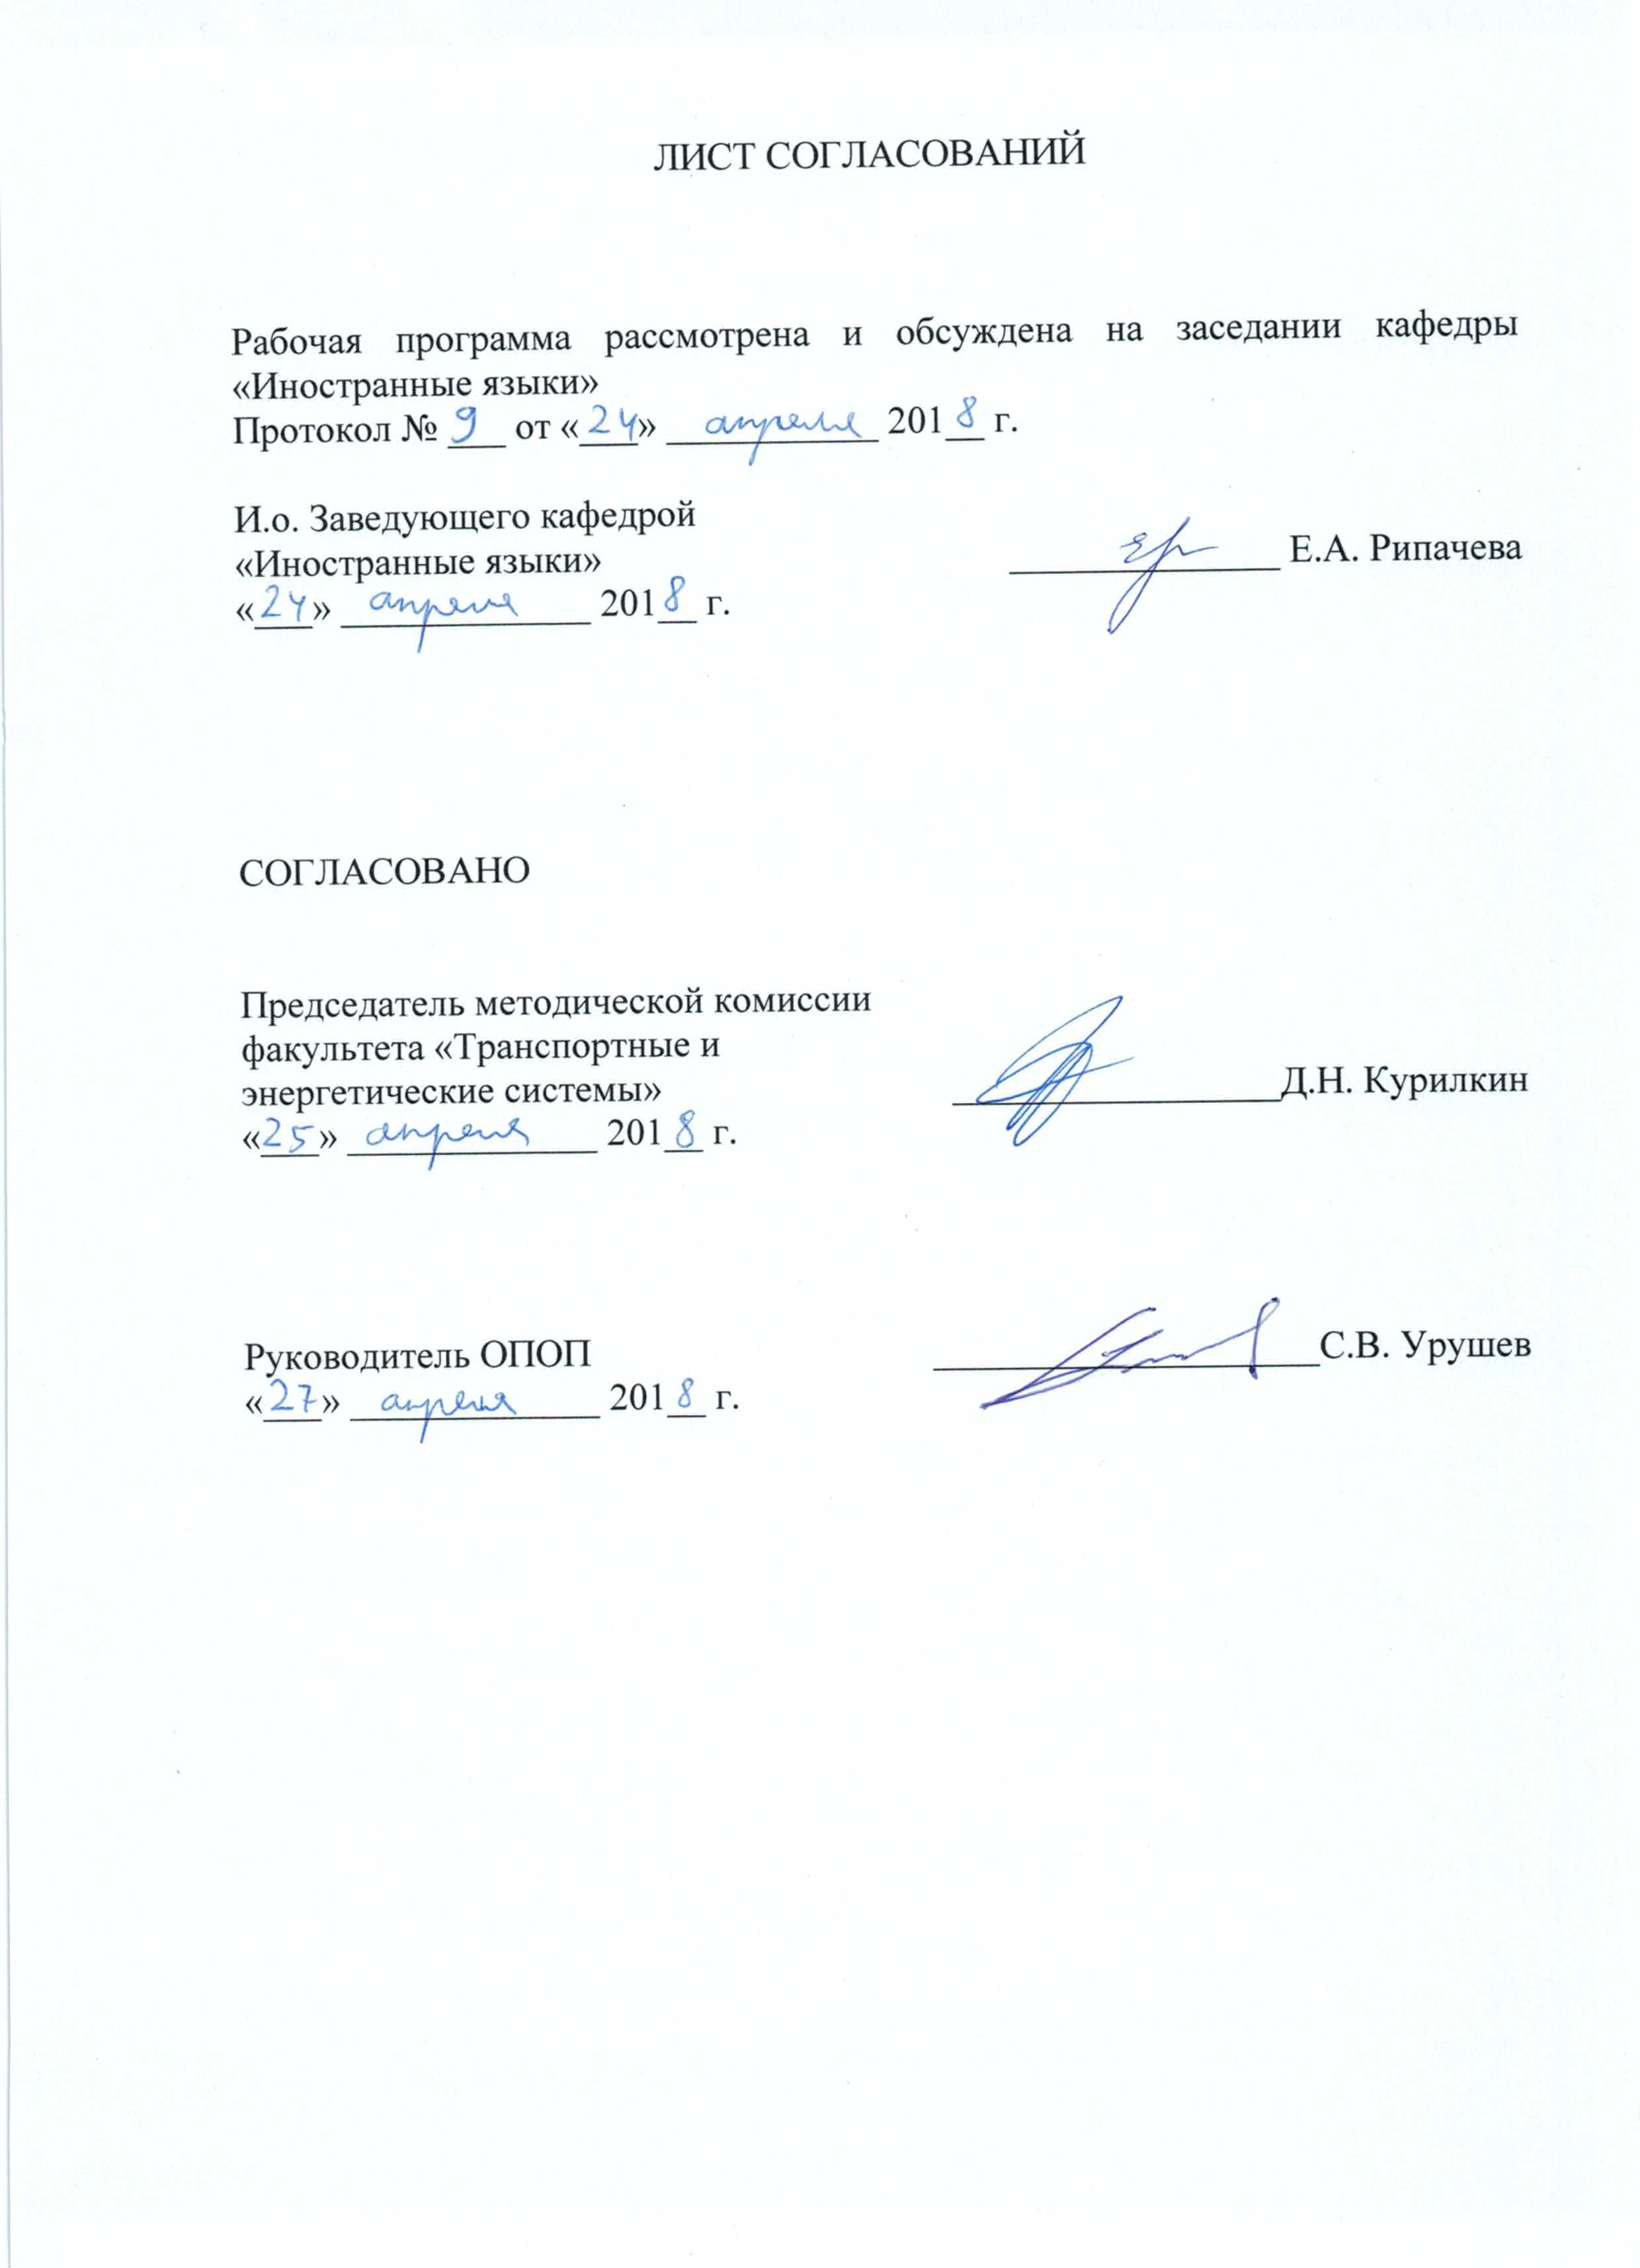 ЛИСТ СОГЛАСОВАНИЙ
Рабочая программа рассмотрена и обсуждена на заседании кафедры
«Иностранные языки»
Протокол № 9 от «24» апреля 2018 г.
И.о. Заведующего кафедрой
«Иностранные языки» Е.А. Рипачева
«24» апреля 2018 г.
СОГЛАСОВАНО
Председатель методической комиссии
факультета «Транспортные и
энергетические системы» Д.Н. Курилкин
«25» апреля 2018 г.
Руководитель ОПОП С.В. Урушев
«27» апреля 2018 г.